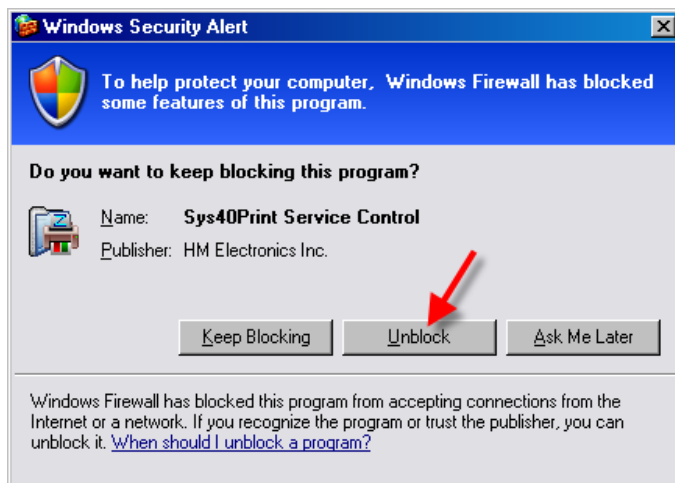 Windows Security Alert
To help protect your computer, Windows Firewall has blocked
some features of this program.
Do you want to keep blocking this program?
Name: Sys40Print Service Control
Publisher: HM Electronics Inc.
Keep Blocking Unblock Ask Me Later
Windows Firewall has blocked this program from accepting connections from the
Internet or a network. If you recognize the program or trust the publisher, you can
unblock it. When should I unblock a program?